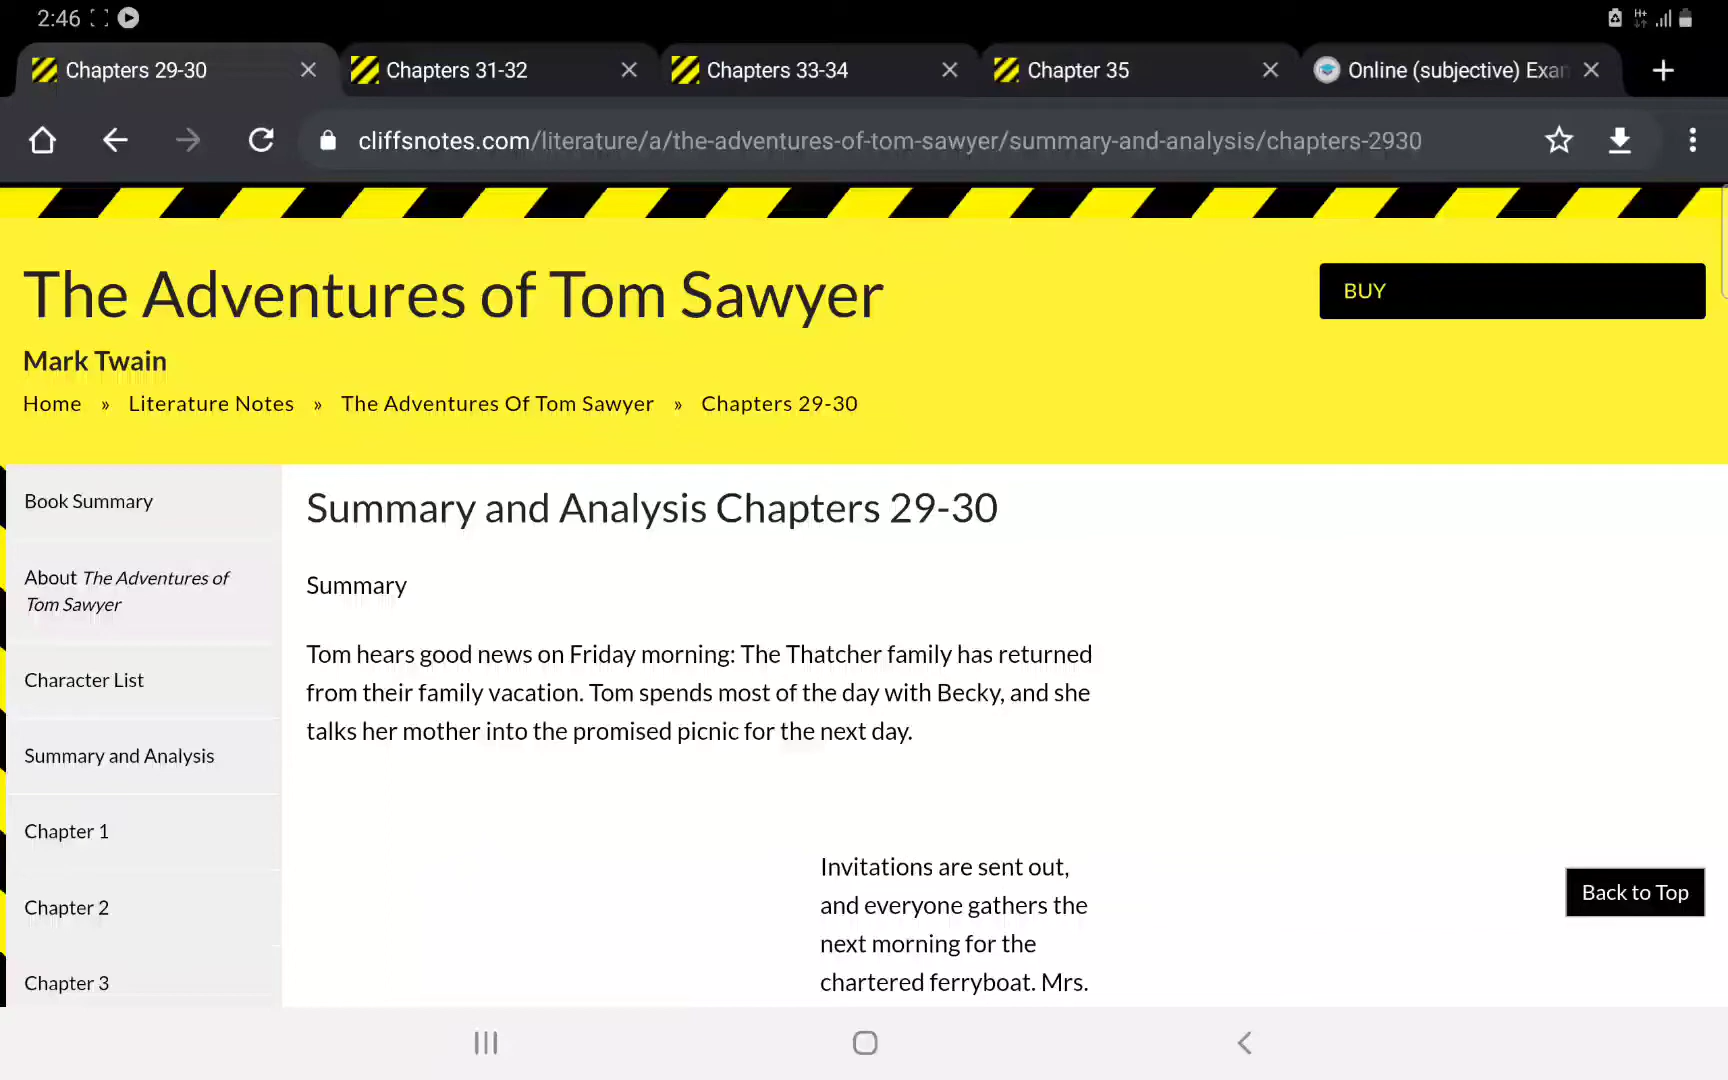 2:46
H+
Chapters 29-30
Chapters 31-32
Chapters 33-34
Chapter 35
Online (subjective) Exan
cliffsnotes.com/literature/a/the-adventures-of-tom-sawyer/summary-and-analysis/chapters-2930
The Adventures of Tom Sawyer
BUY
Mark Twain
Home » Literature Notes » The Adventures Of Tom Sawyer » Chapters 29-30
Book Summary
About The Adventures of
Tom Sawyer
Character List
Summary and Analysis
Chapter 1
Chapter 2
Chapter 3
Summary and Analysis Chapters 29-30
Summary
Tom hears good news on Friday morning: The Thatcher family has returned
from their family vacation. Tom spends most of the day with Becky, and she
talks her mother into the promised picnic for the next day.
Invitations are sent out,
and everyone gathers the
next morning for the
chartered ferryboat. Mrs.
Back to Top